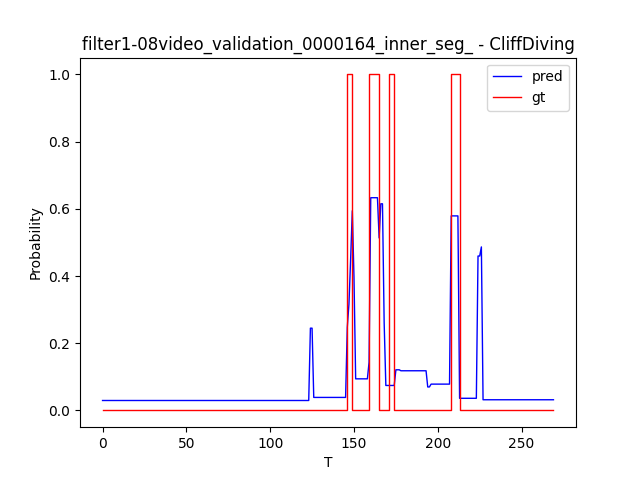 filter1-08video_validation_0000164_inner_seg_ - CliffDiving
pred
gt
1.0
0.8
0.6
0.4
0.2
0.0
Probability
0
50
100
150
200
250
T